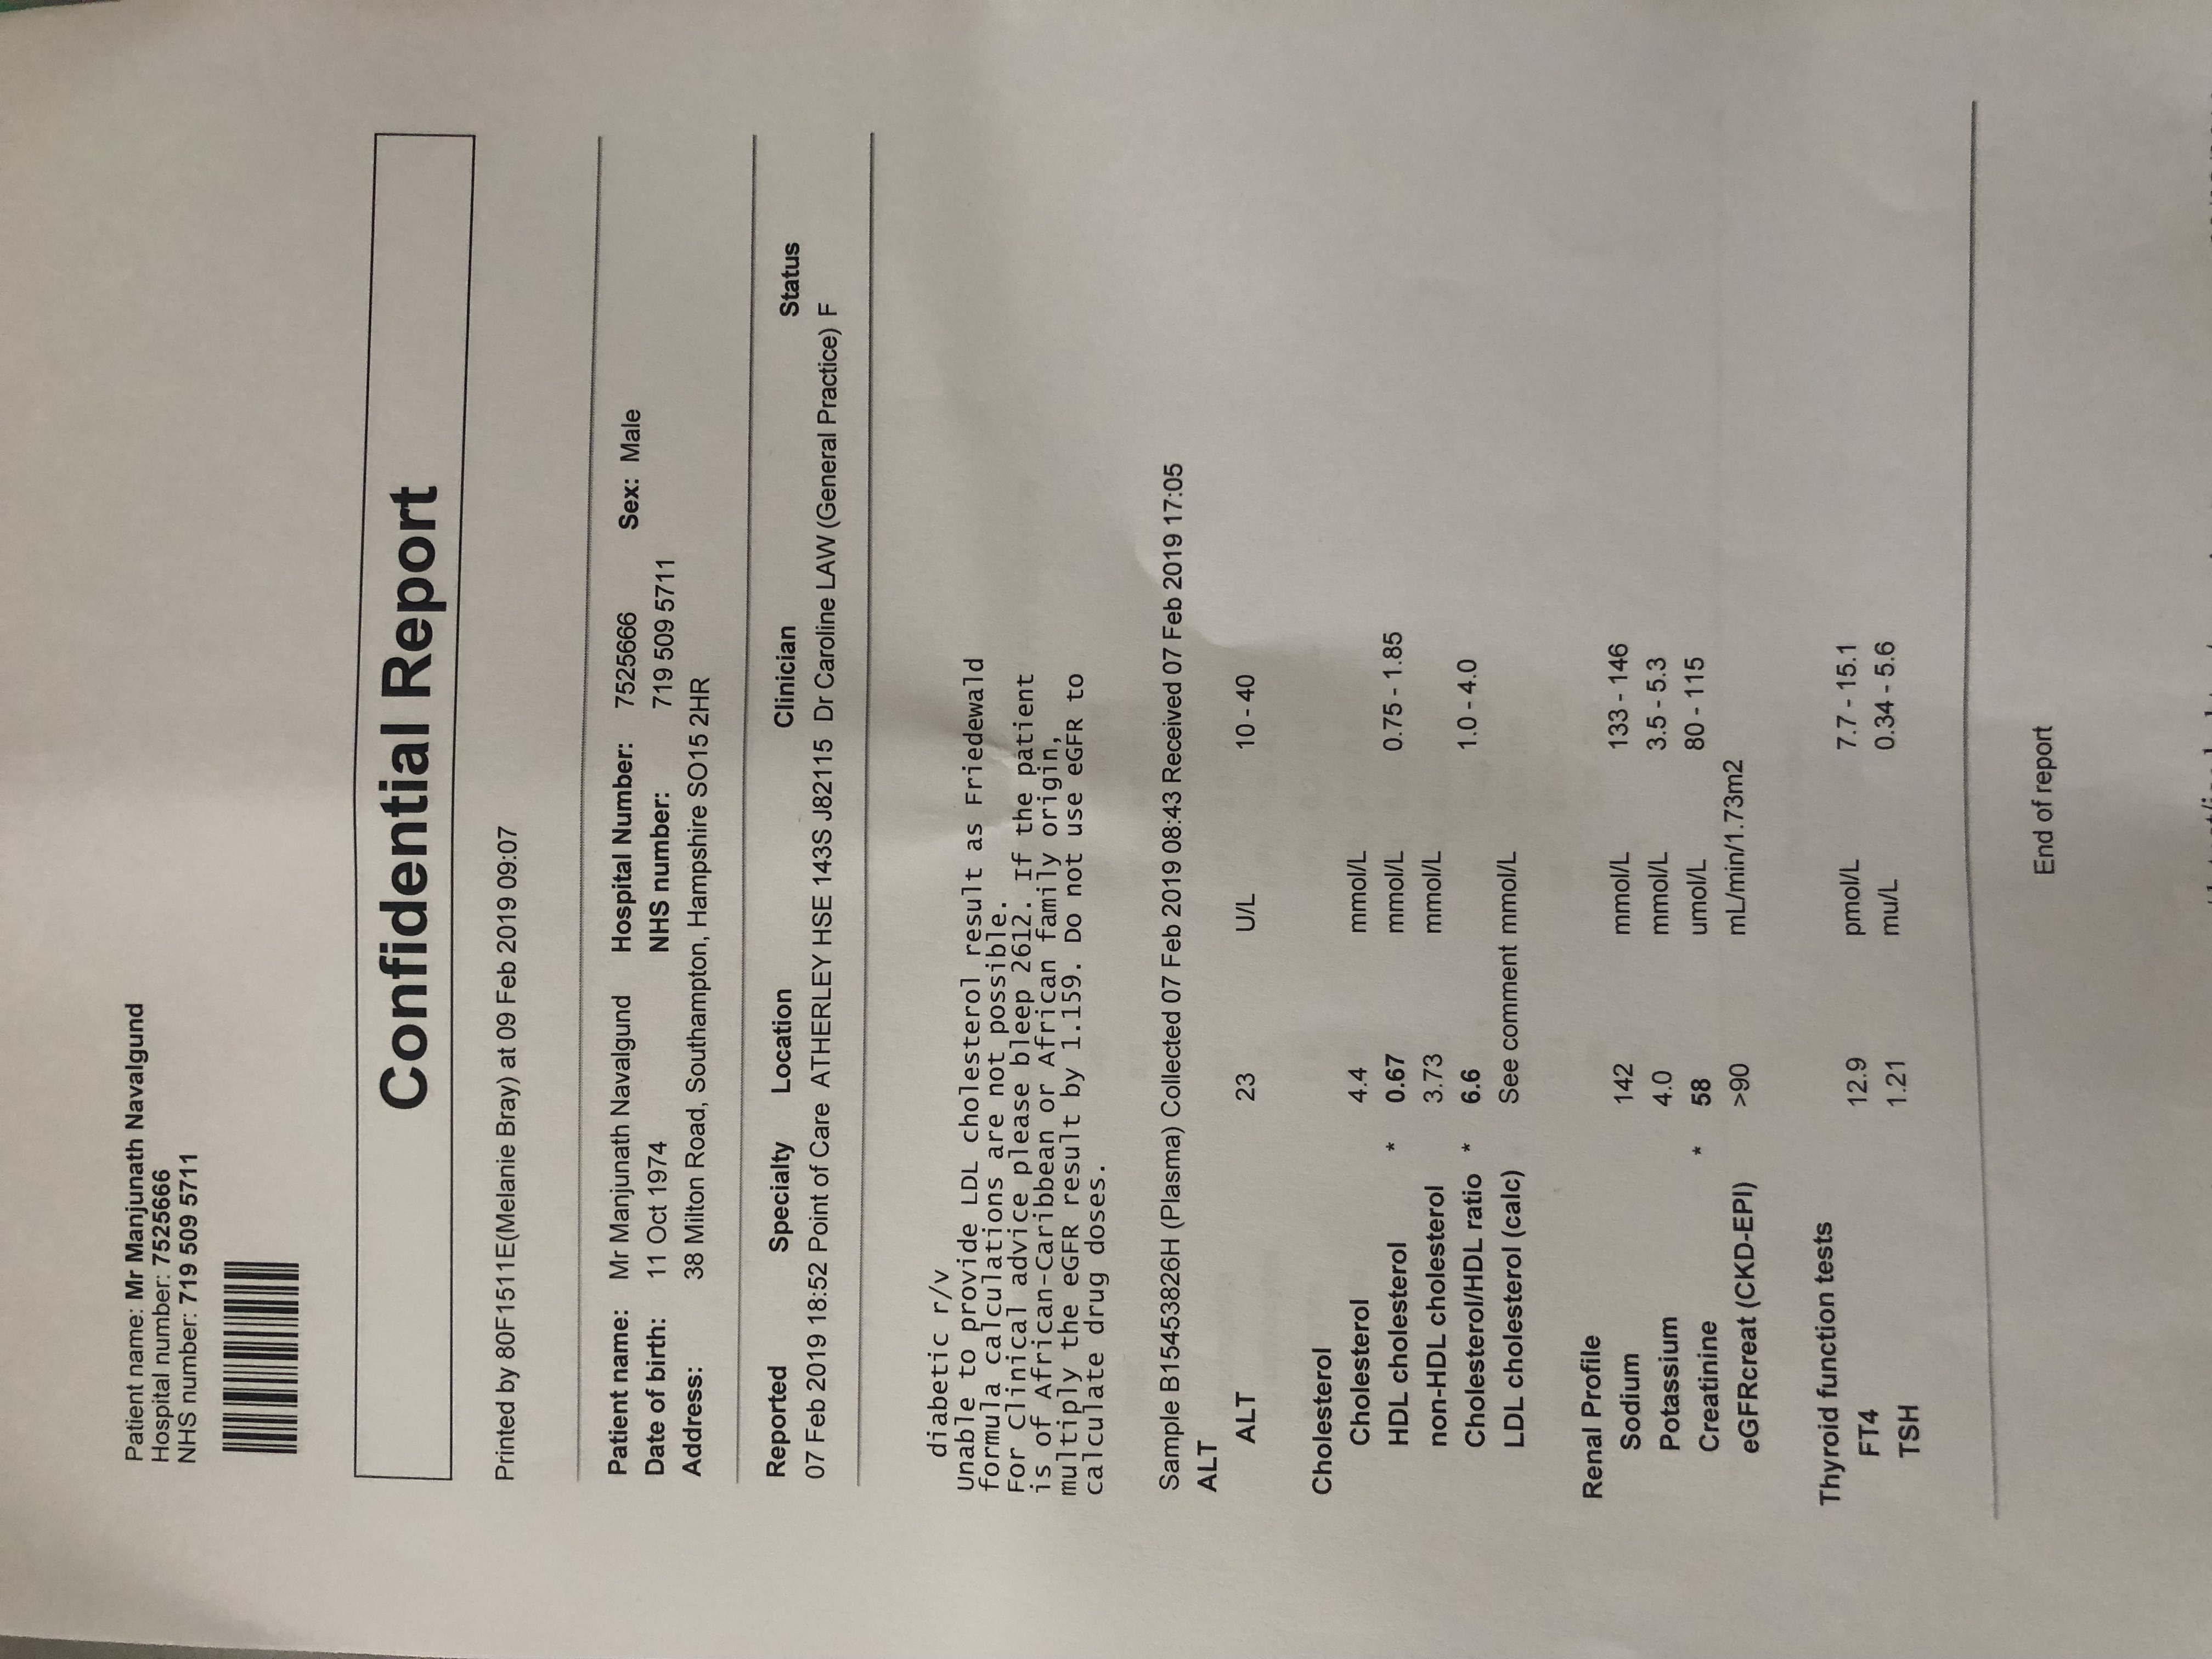 Patient name: Mr Manjunath Navalgund
Hospital number: 7525666
NHS number: 719 509 5711
Confidential Report
Printed by 80F1511E(Melanie Bray) at 09 Feb 2019 09:07
Patient name: Mr Manjunath Navalgund Hospital Number: 7525666 Sex: Male
Date of birth: 11 Oct 1974 NHS number: 719 509 5711
Address: 38 Milton Road, Southampton, Hampshire SO15 2HR
Reported Specialty Location Clinician Status
07 Feb 2019 18:52 Point of Care ATHERLEY HSE 143S J82115 Dr Caroline LAW (General Practice) F
diabetic r/v
Unable to provide LDL cholesterol result as Friedewald
formula calculations are not possible.
For Clinical advice please bleep 2612. If the patient
is of African-Caribbean or African family origin,
multiply the eGFR result by 1.159. Do not use eGFR to
calculate drug doses.
Sample B15453826H (Plasma) Collected 07 Feb 2019 08:43 Received 07 Feb 2019 17:05
ALT
ALT 23 U/L 10 - 40
Cholesterol
Cholesterol 4.4 mmol/L
HDL cholesterol * 0.67 mmol/L 0.75 - 1.85
non-HDL cholesterol 3.73 mmol/L
Cholesterol/HDL ratio * 6.6 1.0 - 4.0
LDL cholesterol (calc) See comment mmol/L
Renal Profile
Sodium 142 mmol/L 133 - 146
Potassium 4.0 mmol/L 3.5 - 5.3
Creatinine * 58 umol/L 80 - 115
eGFRcreat (CKD-EPI) >90 mL/min/1.73m2
Thyroid function tests
FT4 12.9 pmol/L 7.7 - 15.1
TSH 1.21 mu/L 0.34 - 5.6
End of report